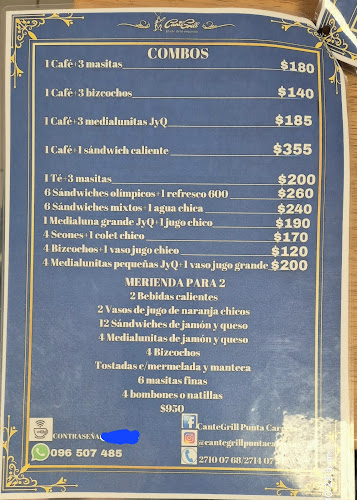 CanteGrill
COMBOS
1 Café+3 masitas $180
1 Café+3 bizcochos $140
1 Café+3 medialunitas JyQ $185
1 Café+1 sándwich caliente $355
1 Té+3 masitas $200
6 Sándwiches olímpicos+1 refresco 600 $260
6 Sándwiches mixtos+1 agua chica $240
1 Medialuna grande JyQ+1 jugo chico $190
4 Scones+1 colet chico $170
4 Bizcochos+1 vaso jugo chico $120
4 Medialunitas pequeñas JyQ+1 vaso jugo grande $200
MERIENDA PARA 2
2 Bebidas calientes
2 Vasos de jugo de naranja chicos
12 Sándwiches de jamón y queso
4 Medialunitas de jamón y queso
4 Bizcochos
Tostadas c/mermelada y manteca
6 masitas finas
4 bombones o natillas
$950
CONTRASEÑA
096 507 485
CanteGrill Punta Car
@cantegrillpuntaca
2710 07 68/2714 07